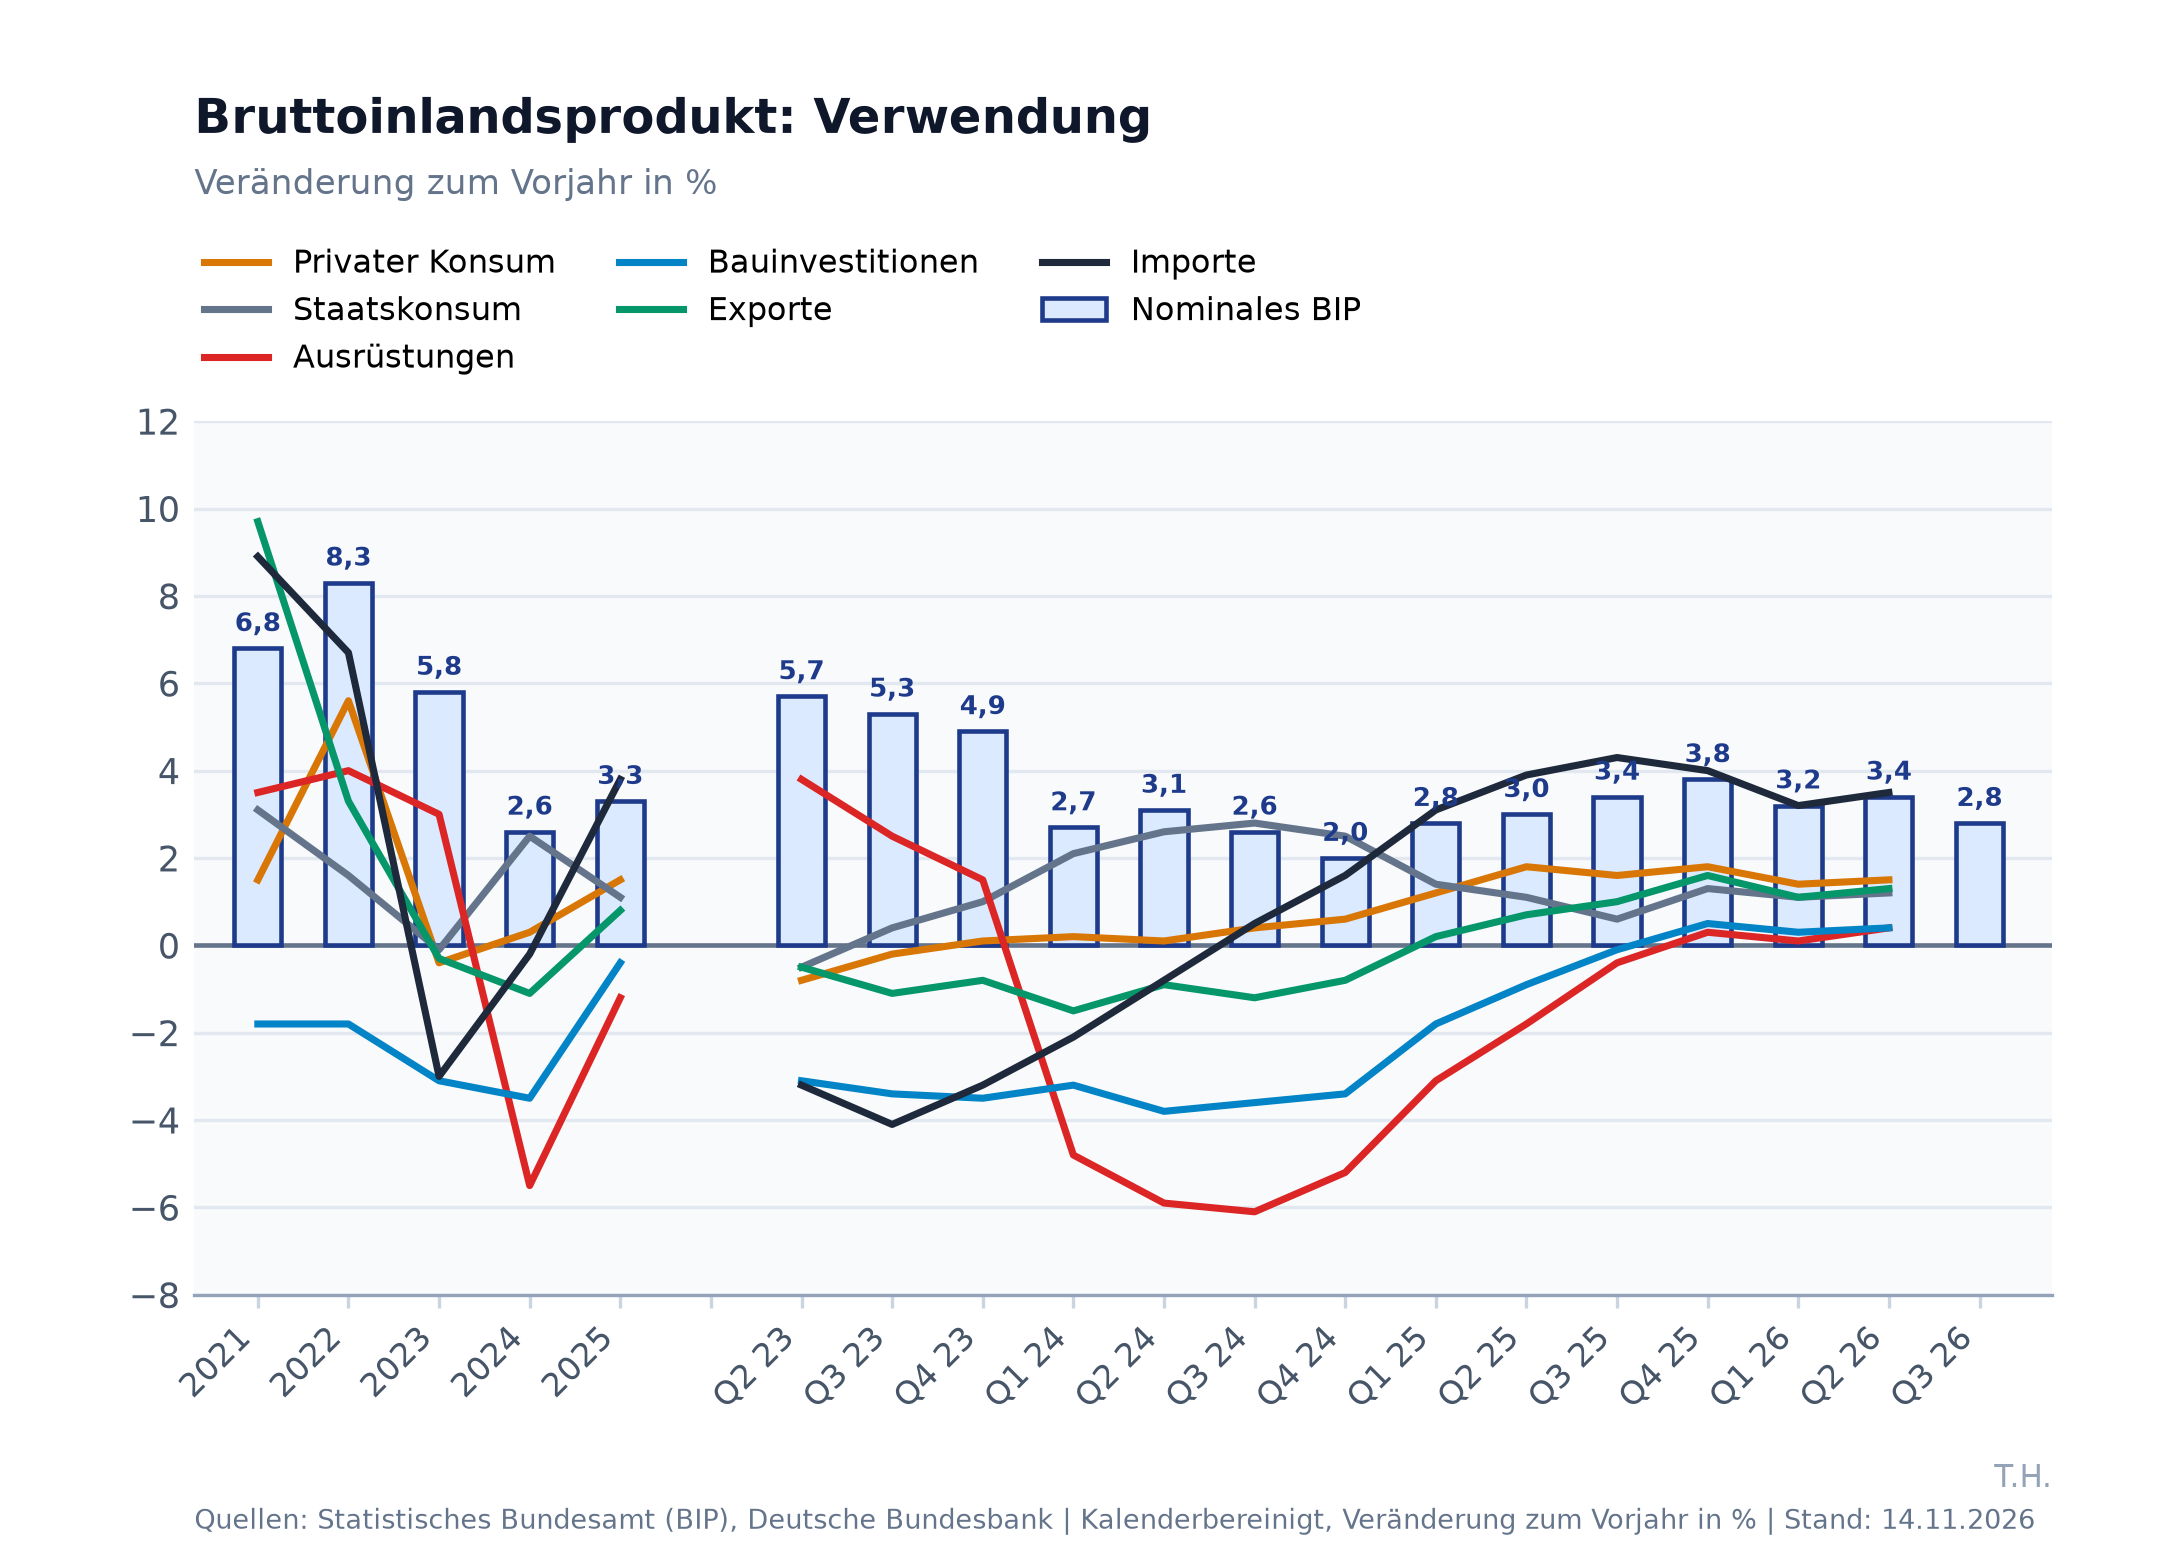 Bruttoinlandsprodukt: Verwendung
Veränderung zum Vorjahr in %
Privater Konsum
Staatskonsum
Ausrüstungen
Bauinvestitionen
Exporte
Importe
Nominales BIP
12
10
8
6
4
2
0
−2
−4
−6
−8
6,8
8,3
5,8
2,6
3,3
5,7
5,3
4,9
2,7
3,1
2,6
2,0
2,8
3,0
3,4
3,8
3,2
3,4
2,8
2021
2022
2023
2024
2025
Q2 23
Q3 23
Q4 23
Q1 24
Q2 24
Q3 24
Q4 24
Q1 25
Q2 25
Q3 25
Q4 25
Q1 26
Q2 26
Q3 26
T.H.
Quellen: Statistisches Bundesamt (BIP), Deutsche Bundesbank | Kalenderbereinigt, Veränderung zum Vorjahr in % | Stand: 14.11.2026